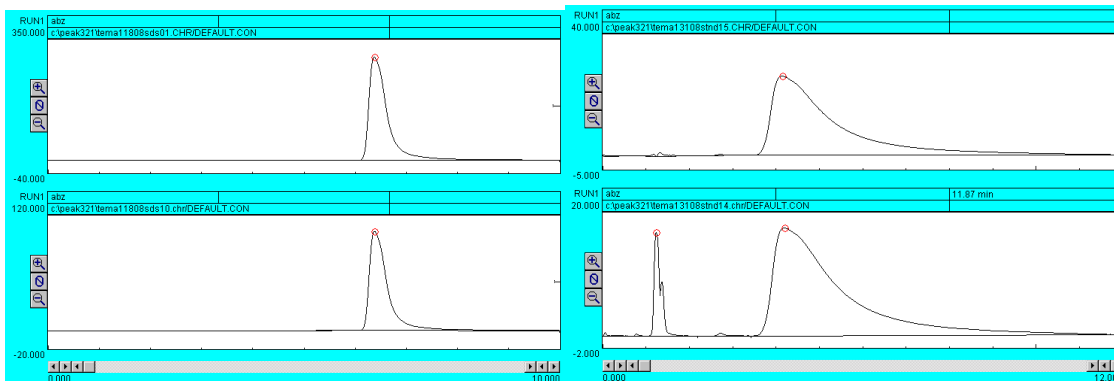 RUN1 abz
350.000 c:\peak321\tema11808sds01.CHR/DEFAULT.CON
-40.000
RUN1 abz
120.000 c:\peak321\tema11808sds10.chr/DEFAULT.CON
-20.000
0.000 10.000
RUN1 abz
40.000 c:\peak321\tema13108stnd15.CHR/DEFAULT.CON
-5.000
RUN1 abz 11.87 min
20.000 c:\peak321\tema13108stnd14.chr/DEFAULT.CON
-2.000
0.000